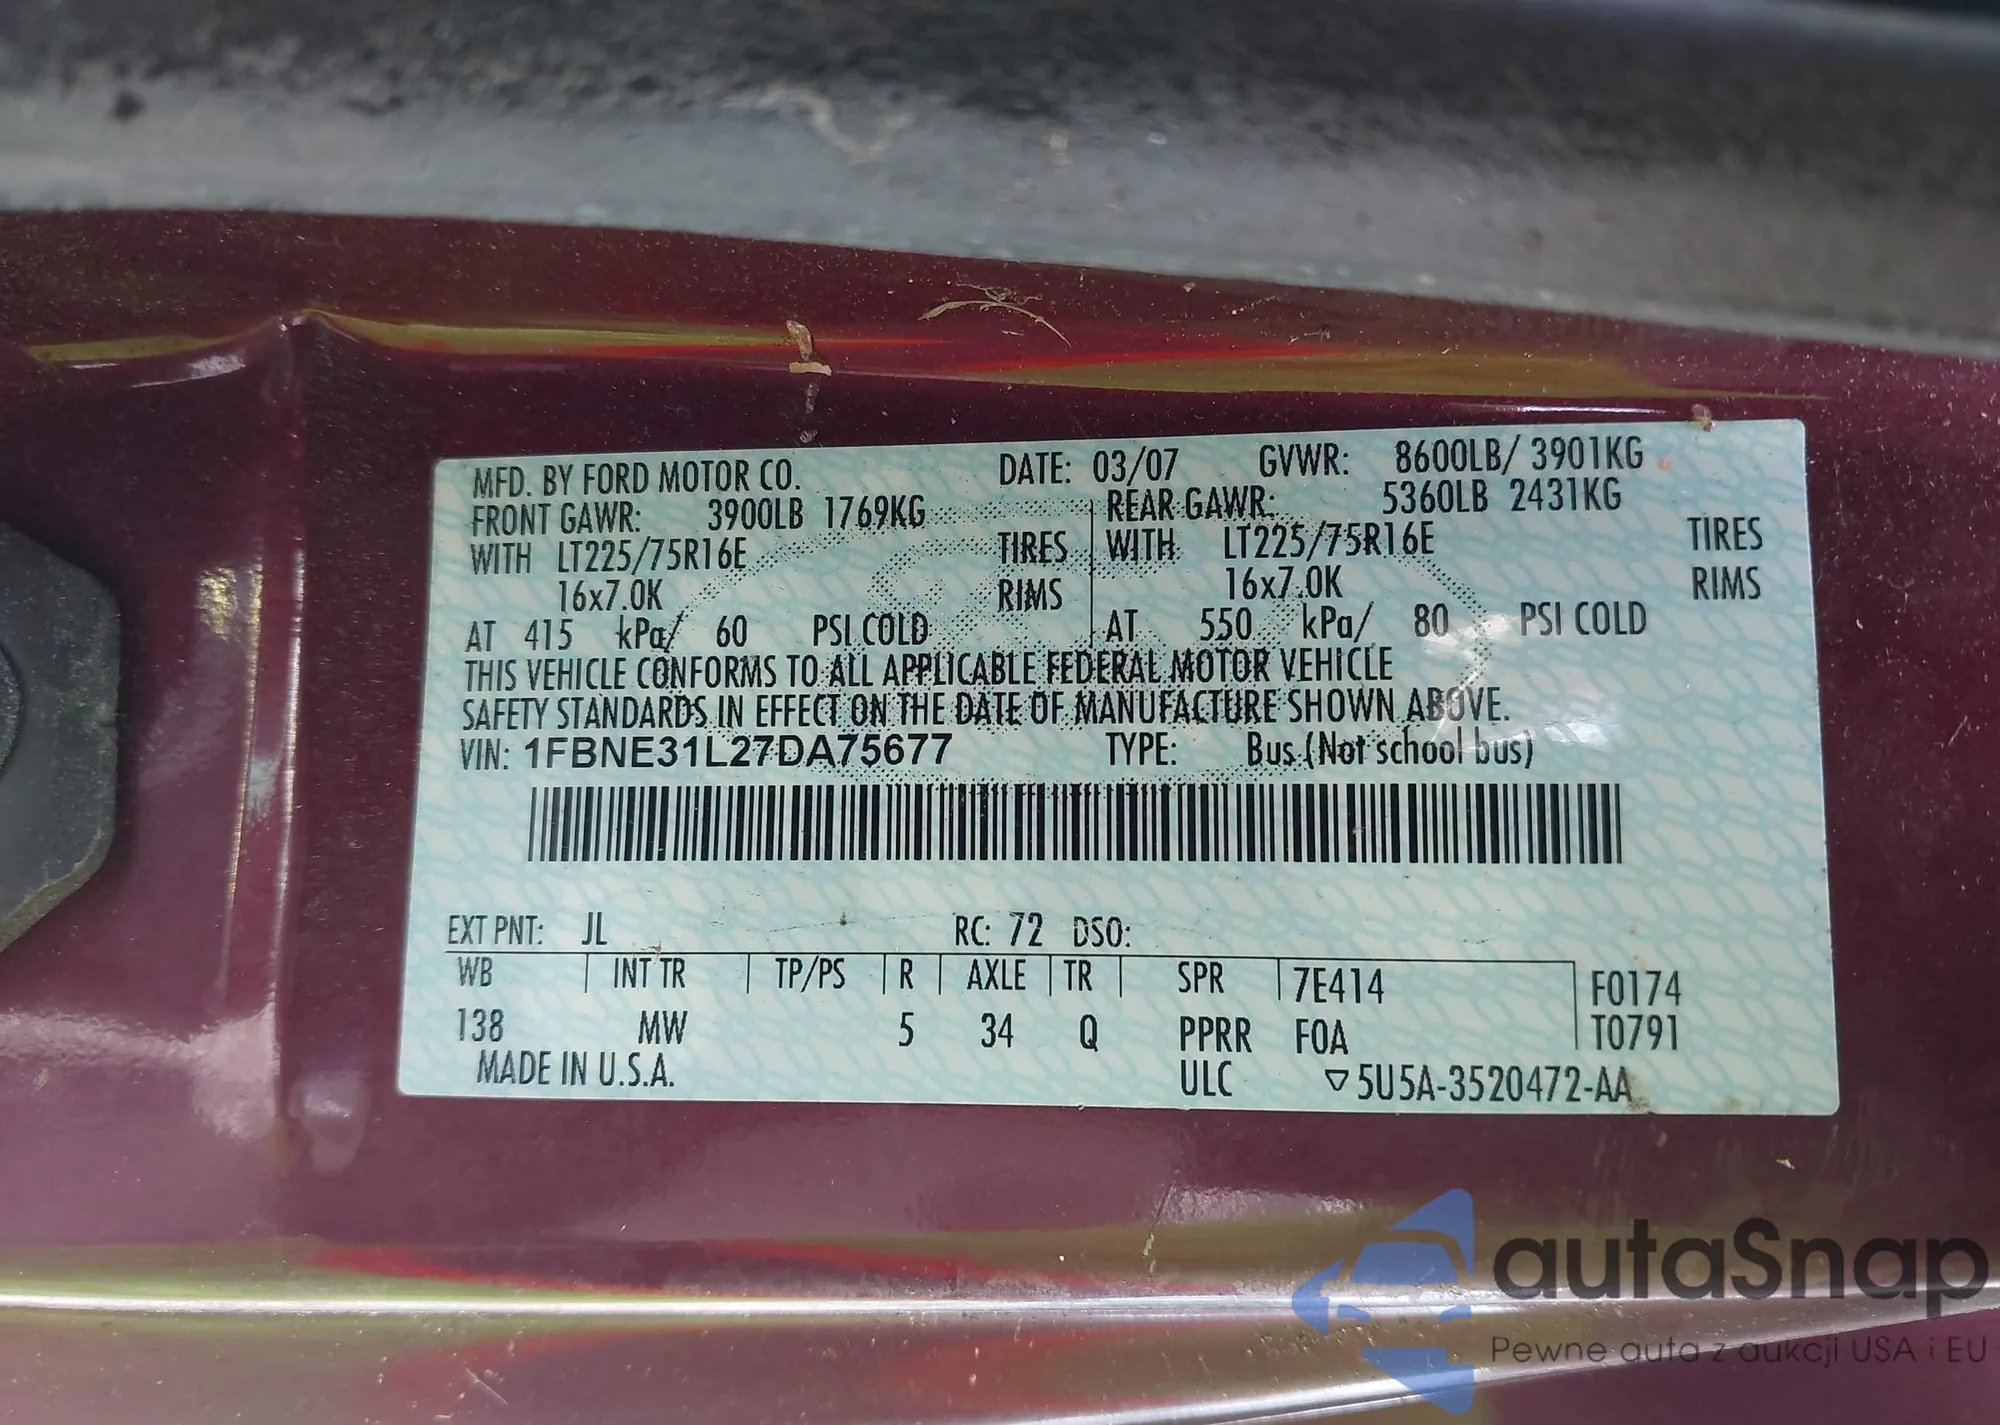 MFD. BY FORD MOTOR CO. DATE: 03/07 GVWR: 8600LB/ 3901KG
FRONT GAWR: 3900LB 1769KG REAR GAWR: 5360LB 2431KG
WITH LT225/75R16E TIRES WITH LT225/75R16E TIRES
16x7.0K RIMS 16x7.0K RIMS
AT 415 kPa/ 60 PSI COLD AT 550 kPa/ 80 PSI COLD
THIS VEHICLE CONFORMS TO ALL APPLICABLE FEDERAL MOTOR VEHICLE
SAFETY STANDARDS IN EFFECT ON THE DATE OF MANUFACTURE SHOWN ABOVE.
VIN: 1FBNE31L27DA75677 TYPE: Bus (Not school bus)
EXT PNT: JL RC: 72 DSO:
WB INT TR TP/PS R AXLE TR SPR 7E414 F0174
138 MW 5 34 Q PPRR F0A T0791
MADE IN U.S.A. ULC ▽5U5A-3520472-AA
autaSnap
Pewne auta z aukcji USA i EU